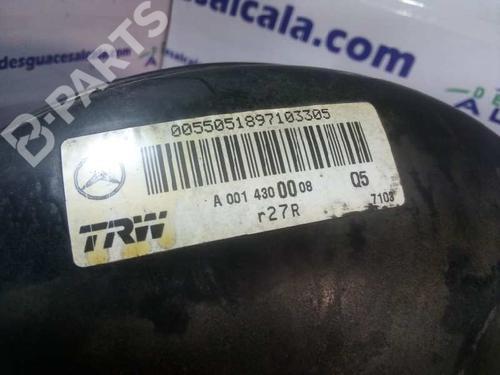 desguacesalcala.com
B-PARTS
0055051897103305
A 001 430 00 08 Q5
r27R 7103
TRW